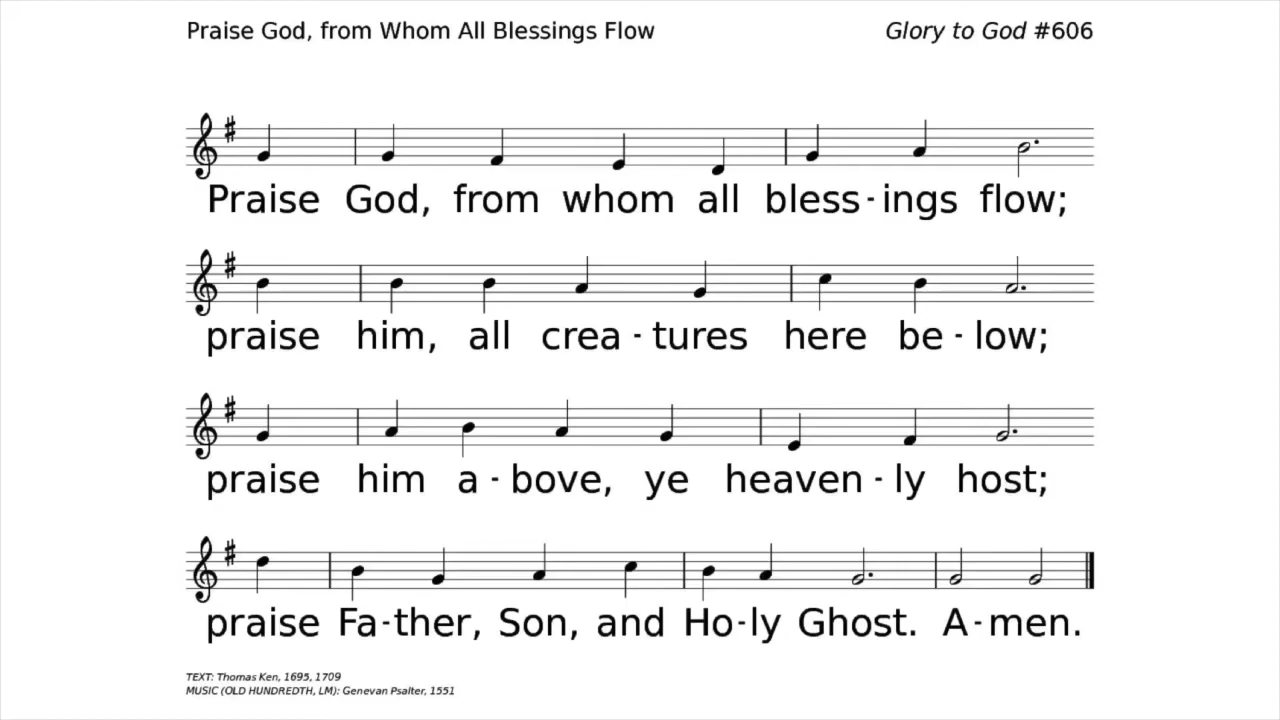 Praise God, from Whom All Blessings Flow
Glory to God #606
Praise God, from whom all bless-ings flow;
praise him, all crea-tures here be-low;
praise him a-bove, ye heaven-ly host;
praise Fa-ther, Son, and Ho-ly Ghost. A-men.
TEXT: Thomas Ken, 1695, 1709
MUSIC (OLD HUNDREDTH, LM): Genevan Psalter, 1551